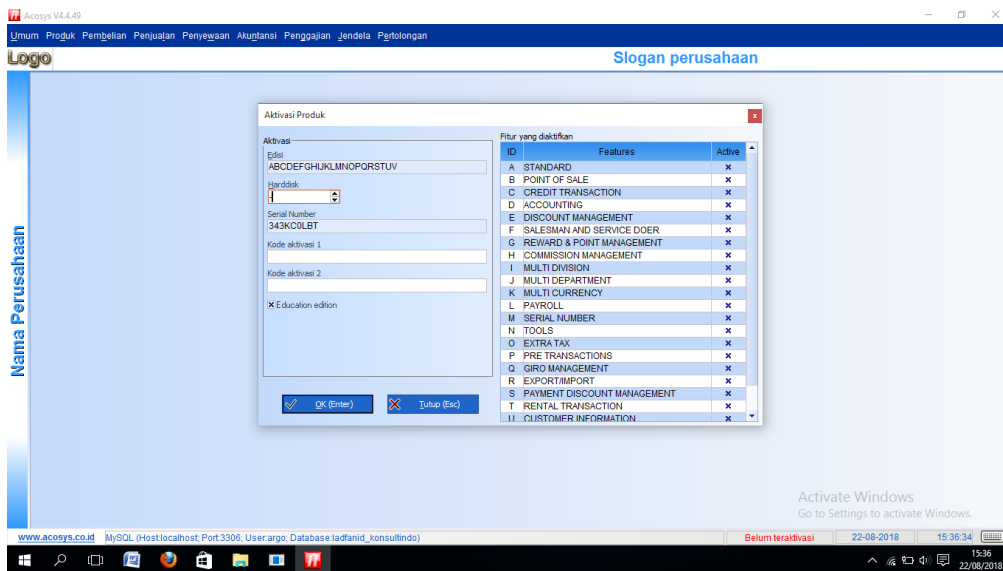 Acosys V4.4.49
Umum Produk Pembelian Penjualan Penyewaan Akuntansi Penggajian Jendela Pertolongan
Logo
Slogan perusahaan
Nama Perusahaan
Aktivasi Produk
Aktivasi
Edisi
ABCDEFGHIJKLMNOPQRSTUV
Harddisk
Serial Number
343KC0LBT
Kode aktivasi 1
Kode aktivasi 2
Education edition
OK (Enter)
Tutup (Esc)
Fitur yang diaktifkan
ID Features Active
A STANDARD
B POINT OF SALE
C CREDIT TRANSACTION
D ACCOUNTING
E DISCOUNT MANAGEMENT
F SALESMAN AND SERVICE DOER
G REWARD & POINT MANAGEMENT
H COMMISSION MANAGEMENT
I MULTI DIVISION
J MULTI DEPARTMENT
K MULTI CURRENCY
L PAYROLL
M SERIAL NUMBER
N TOOLS
O EXTRA TAX
P PRE TRANSACTIONS
Q GIRO MANAGEMENT
R EXPORT/IMPORT
S PAYMENT DISCOUNT MANAGEMENT
T RENTAL TRANSACTION
U CUSTOMER INFORMATION
Activate Windows
Go to Settings to activate Windows.
www.acosys.co.id MySQL (Host:localhost; Port:3306; User:argo; Database:ladfanid_konsultindo) Belum teraktivasi 22-08-2018 15:36:34
15:36
22/08/2018